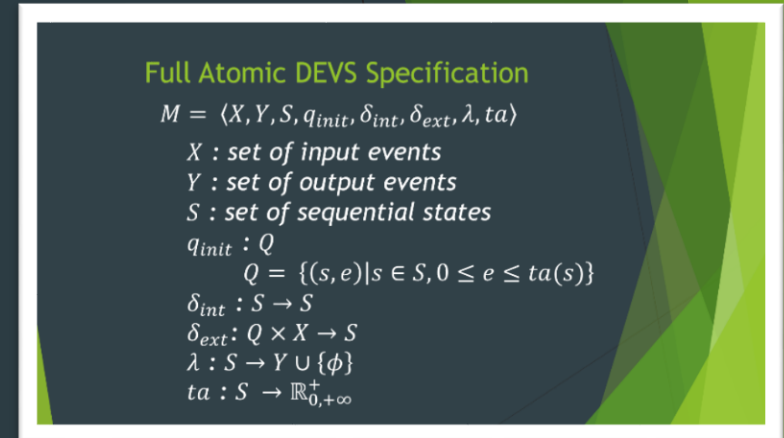 Full Atomic DEVS Specification
M = ⟨X, Y, S, q_init, δ_int, δ_ext, λ, ta⟩
X : set of input events
Y : set of output events
S : set of sequential states
q_init : Q
Q = {(s, e)|s ∈ S, 0 ≤ e ≤ ta(s)}
δ_int : S → S
δ_ext : Q × X → S
λ : S → Y ∪ {ϕ}
ta : S → ℝ⁺_0,+∞